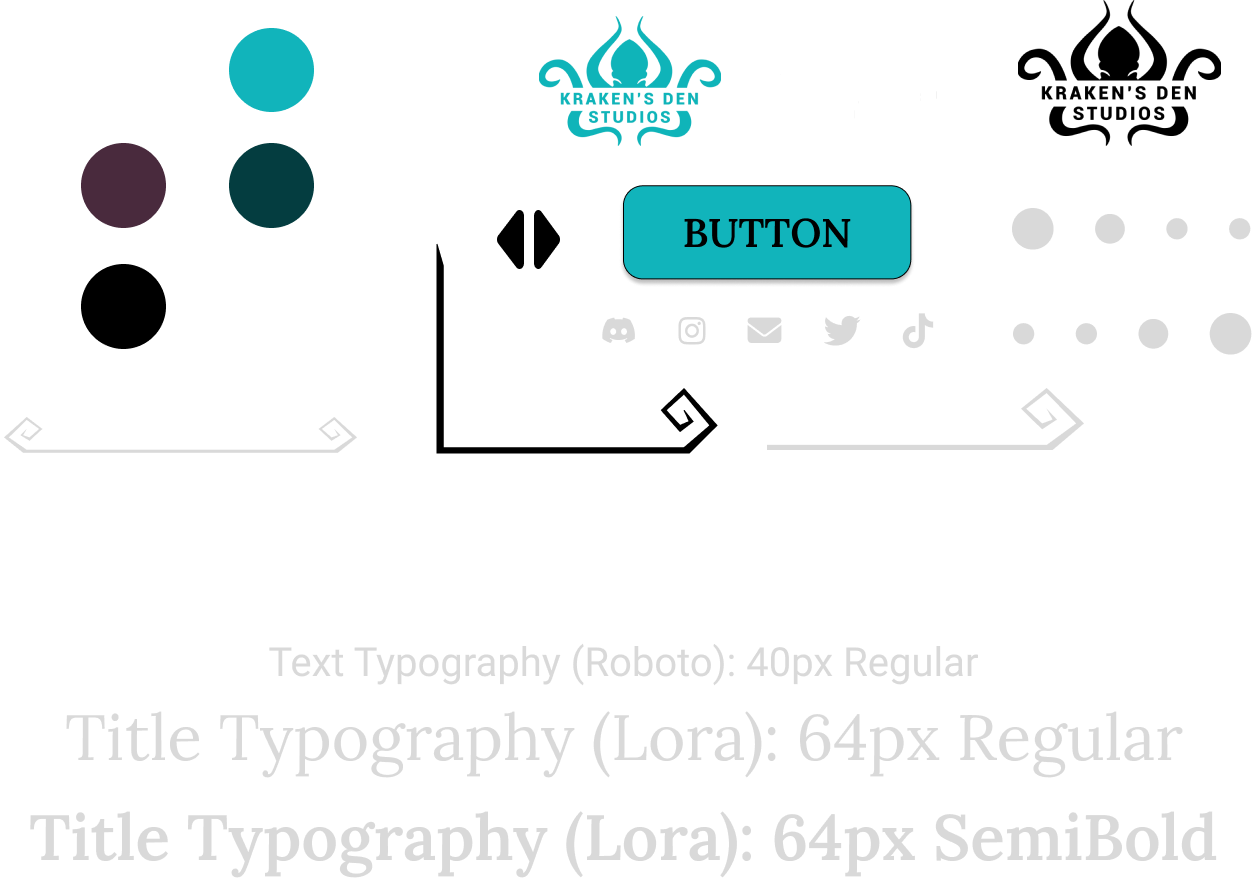 KRAKEN'S DEN
STUDIOS
KRAKEN'S DEN
STUDIOS
BUTTON
Text Typography (Roboto): 40px Regular
Title Typography (Lora): 64px Regular
Title Typography (Lora): 64px SemiBold